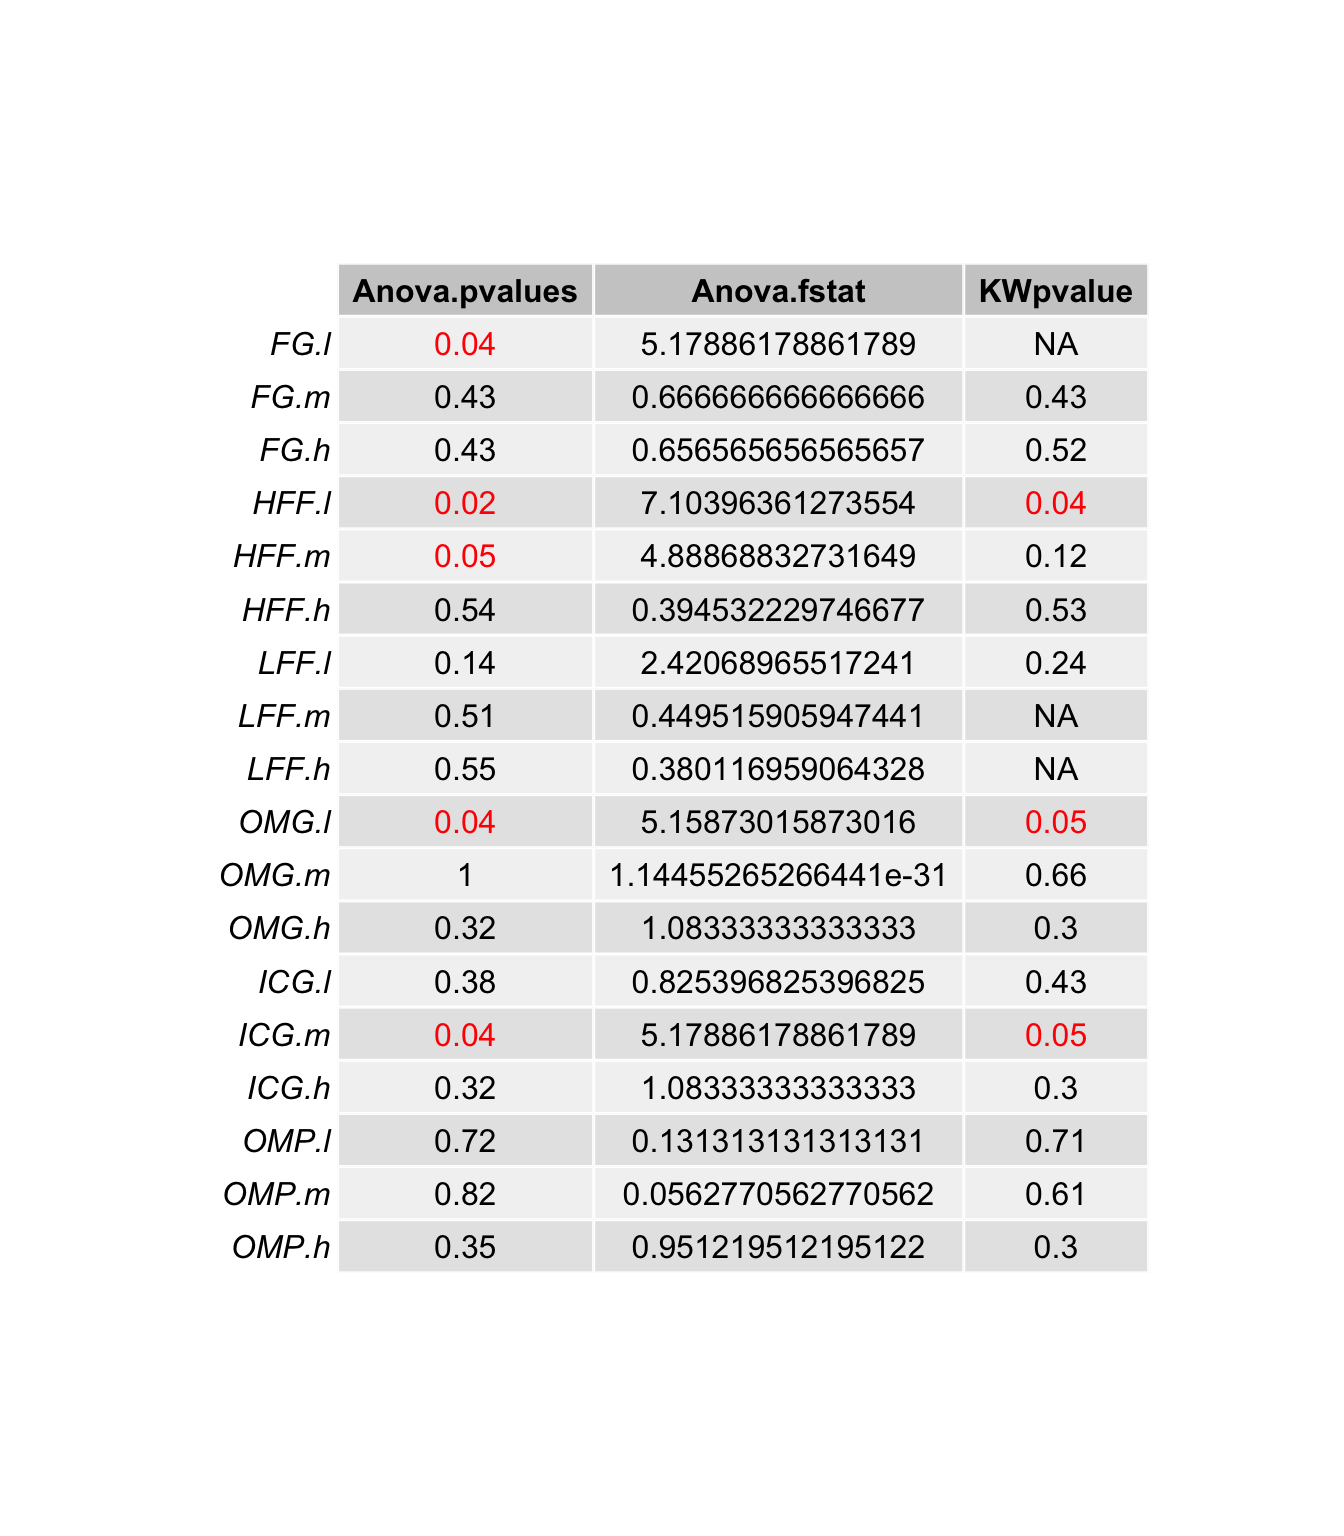 Anova.pvalues Anova.fstat KWpvalue
FG.l 0.04 5.17886178861789 NA
FG.m 0.43 0.666666666666666 0.43
FG.h 0.43 0.656565656565657 0.52
HFF.l 0.02 7.10396361273554 0.04
HFF.m 0.05 4.88868832731649 0.12
HFF.h 0.54 0.394532229746677 0.53
LFF.l 0.14 2.42068965517241 0.24
LFF.m 0.51 0.449515905947441 NA
LFF.h 0.55 0.380116959064328 NA
OMG.l 0.04 5.15873015873016 0.05
OMG.m 1 1.14455265266441e-31 0.66
OMG.h 0.32 1.08333333333333 0.3
ICG.l 0.38 0.825396825396825 0.43
ICG.m 0.04 5.17886178861789 0.05
ICG.h 0.32 1.08333333333333 0.3
OMP.l 0.72 0.131313131313131 0.71
OMP.m 0.82 0.0562770562770562 0.61
OMP.h 0.35 0.951219512195122 0.3